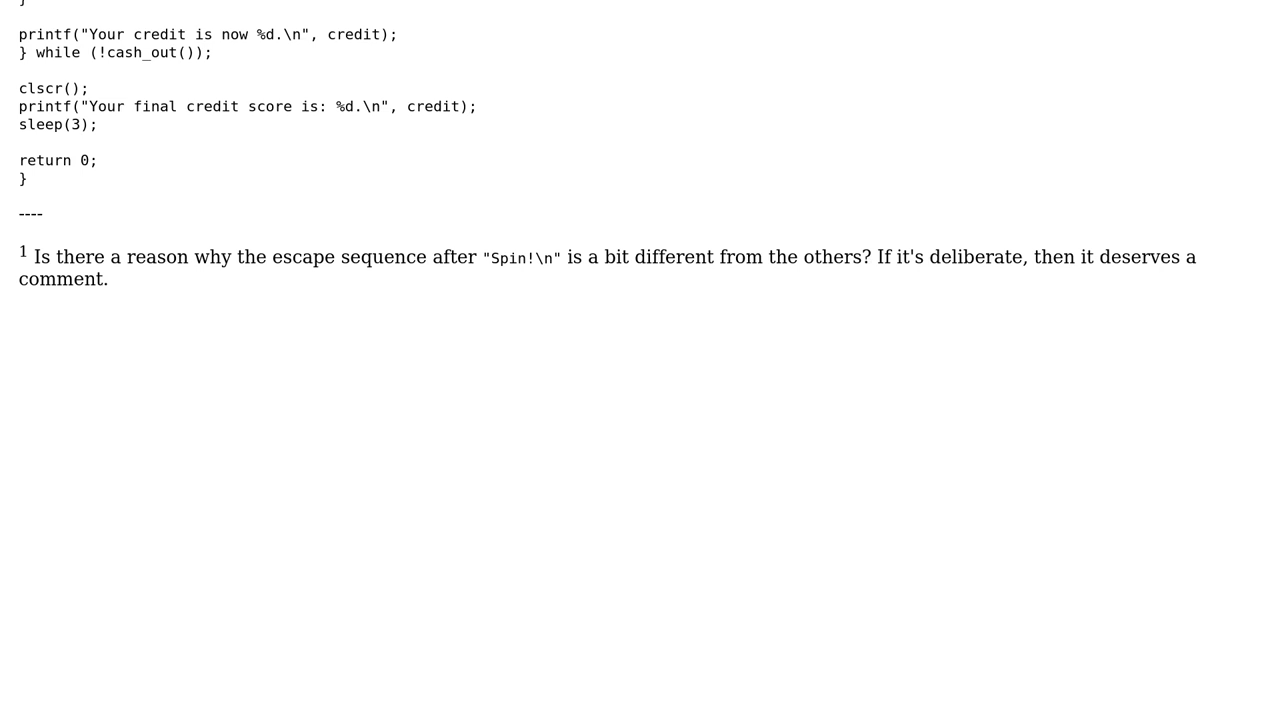 }
printf("Your credit is now %d.\n", credit);
} while (!cash_out());
clscr();
printf("Your final credit score is: %d.\n", credit);
sleep(3);
return 0;
}
----
1 Is there a reason why the escape sequence after "Spin!\n" is a bit different from the others? If it's deliberate, then it deserves a
comment.